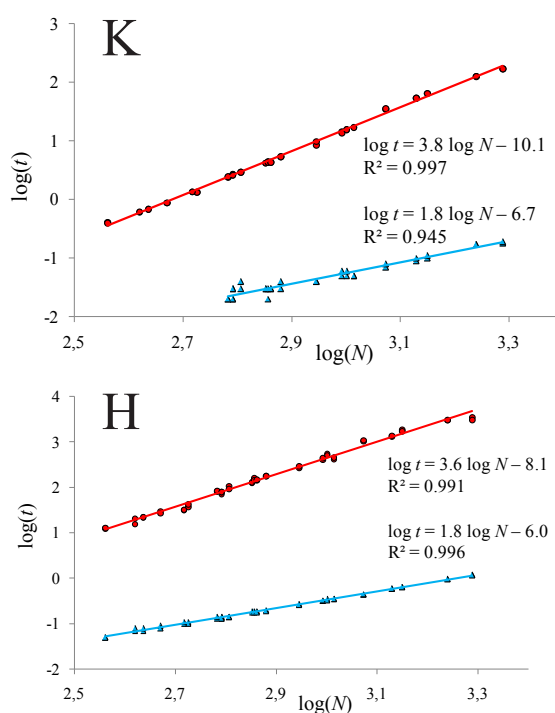 K
3
2
1
0
-1
-2
log(t)
log t = 3.8 log N – 10.1
R² = 0.997
log t = 1.8 log N – 6.7
R² = 0.945
2,5 2,7 2,9 3,1 3,3
log(N)
H
4
3
2
1
0
-1
-2
log(t)
log t = 3.6 log N – 8.1
R² = 0.991
log t = 1.8 log N – 6.0
R² = 0.996
2,5 2,7 2,9 3,1 3,3
log(N)